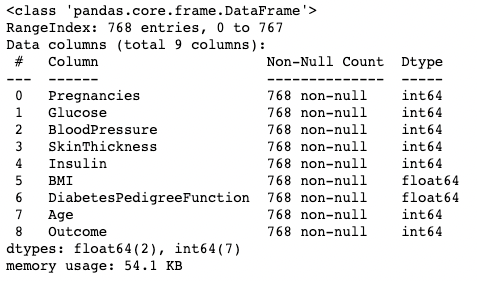 <class 'pandas.core.frame.DataFrame'>
RangeIndex: 768 entries, 0 to 767
Data columns (total 9 columns):
 #   Column                    Non-Null Count  Dtype
---  ------                    --------------  -----
 0   Pregnancies               768 non-null    int64
 1   Glucose                   768 non-null    int64
 2   BloodPressure             768 non-null    int64
 3   SkinThickness             768 non-null    int64
 4   Insulin                   768 non-null    int64
 5   BMI                       768 non-null    float64
 6   DiabetesPedigreeFunction  768 non-null    float64
 7   Age                       768 non-null    int64
 8   Outcome                   768 non-null    int64
dtypes: float64(2), int64(7)
memory usage: 54.1 KB